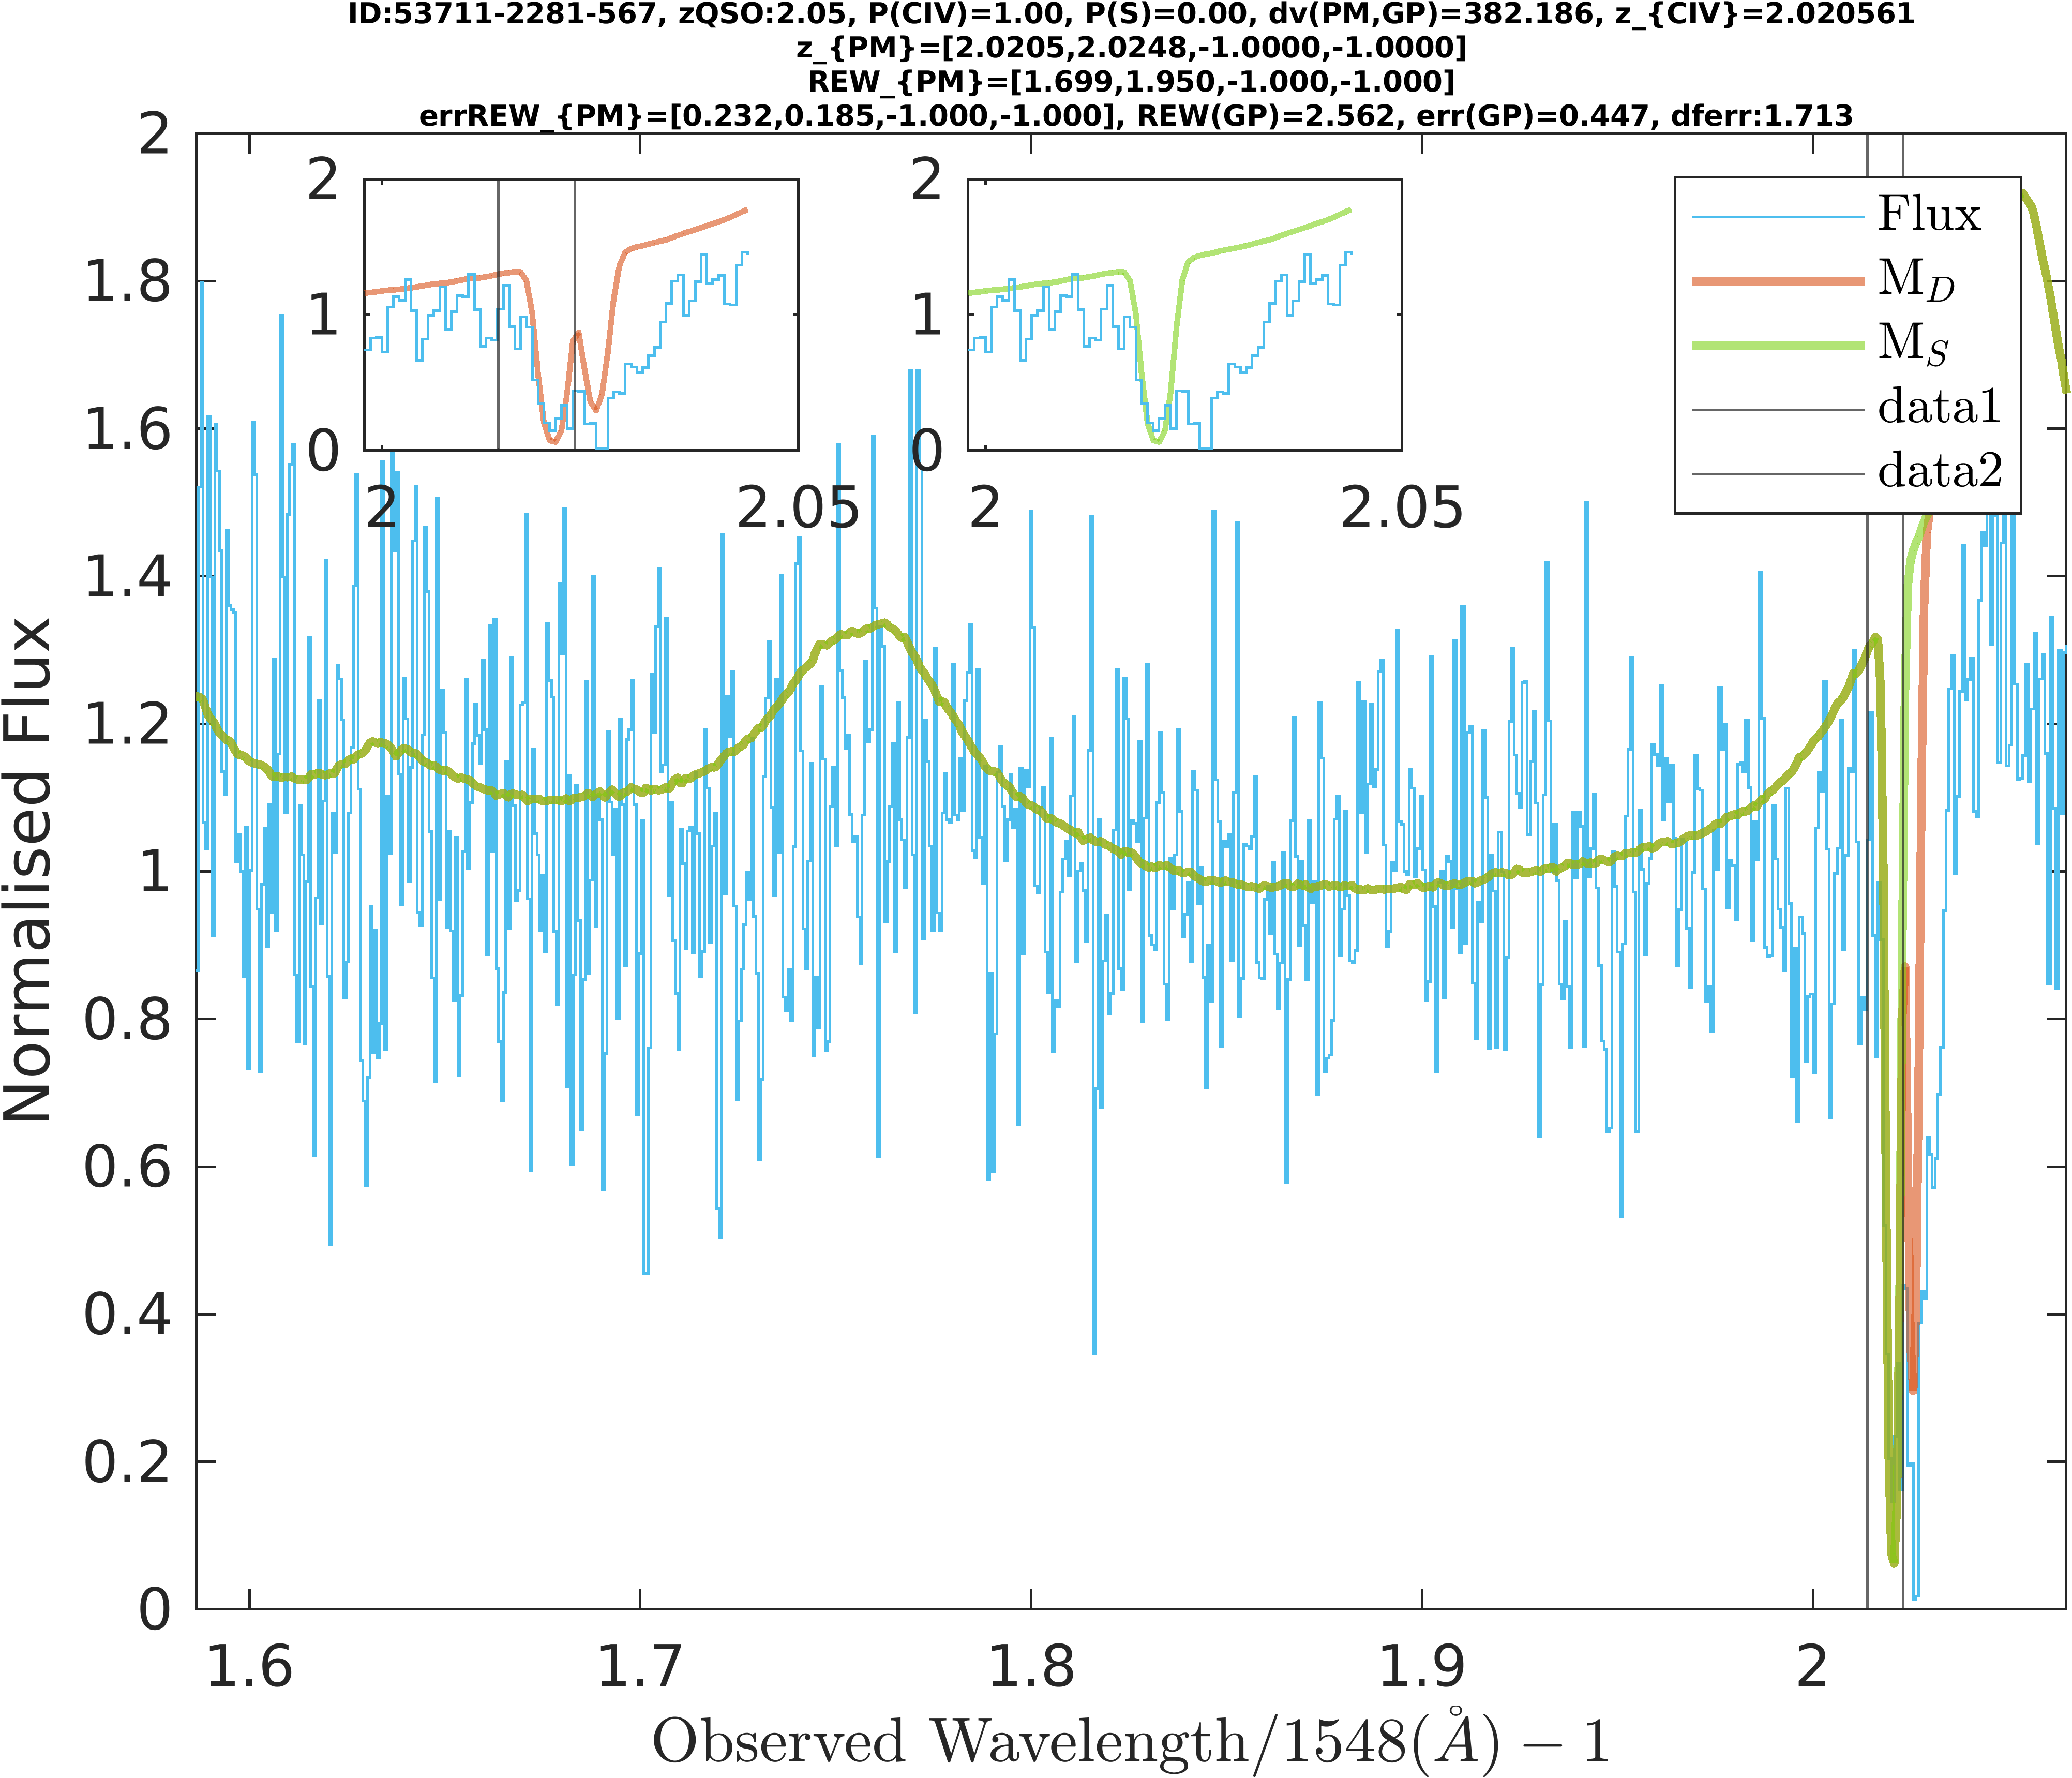 ID:53711-2281-567, zQSO:2.05, P(CIV)=1.00, P(S)=0.00, dv(PM,GP)=382.186, z_{CIV}=2.020561
z_{PM}=[2.0205,2.0248,-1.0000,-1.0000]
REW_{PM}=[1.699,1.950,-1.000,-1.000]
errREW_{PM}=[0.232,0.185,-1.000,-1.000], REW(GP)=2.562, err(GP)=0.447, dferr:1.713
2
1.8
1.6
1.4
1.2
1
0.8
0.6
0.4
0.2
0
Normalised Flux
2
1
0
2
2.05
2
1
0
2
2.05
Flux
M_D
M_S
data1
data2
1.6
1.7
1.8
1.9
2
Observed Wavelength/1548(Å) − 1